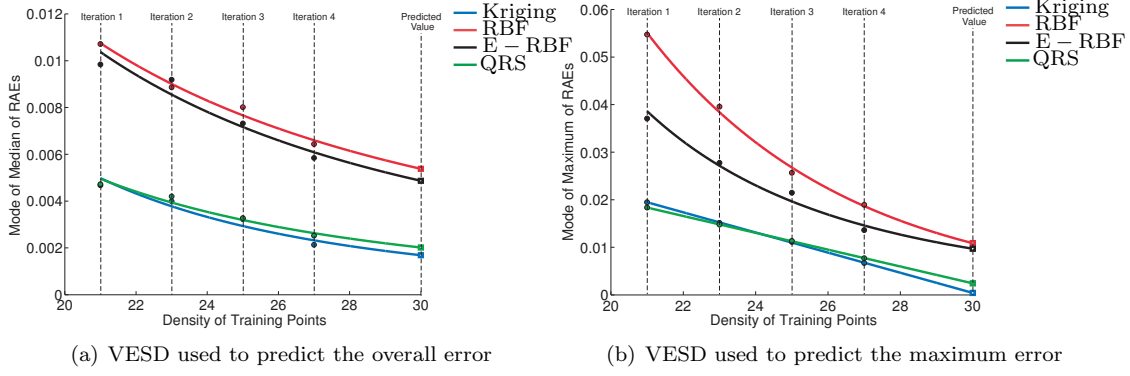 Mode of Median of RAEs
0.012
0.01
0.008
0.006
0.004
0.002
0
Iteration 1
Iteration 2
Iteration 3
Iteration 4
Predicted
Value
Kriging
RBF
E − RBF
QRS
20
22
24
26
28
30
Density of Training Points
(a) VESD used to predict the overall error
Mode of Maximum of RAEs
0.06
0.05
0.04
0.03
0.02
0.01
0
Iteration 1
Iteration 2
Iteration 3
Iteration 4
Predicted
Value
Kriging
RBF
E − RBF
QRS
20
22
24
26
28
30
Density of Training Points
(b) VESD used to predict the maximum error